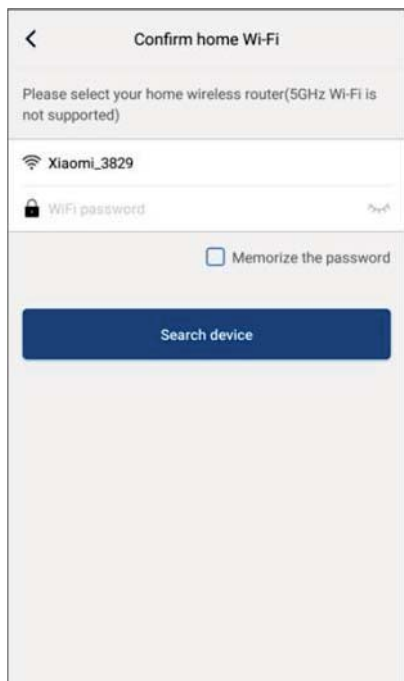 Confirm home Wi-Fi
Please select your home wireless router(5GHz Wi-Fi is
not supported)
Xiaomi_3829
WiFi password
Memorize the password
Search device